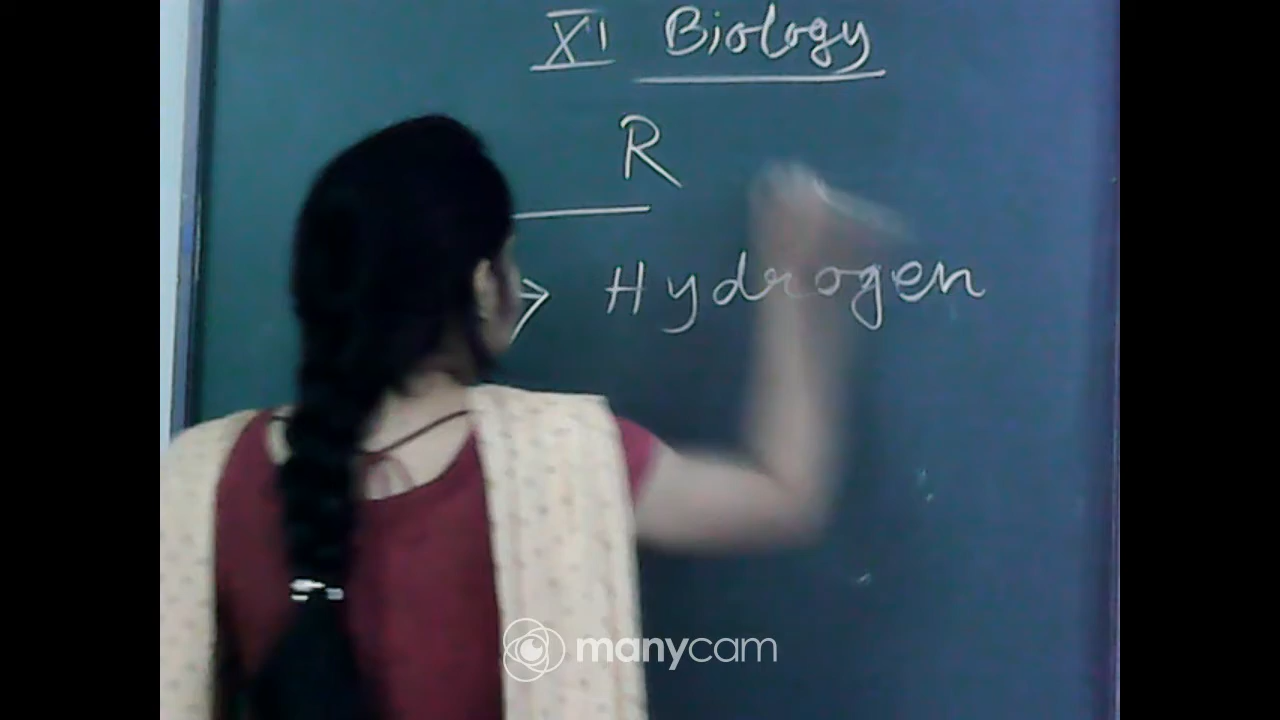 XI Biology
R
→ Hydrogen
manycam